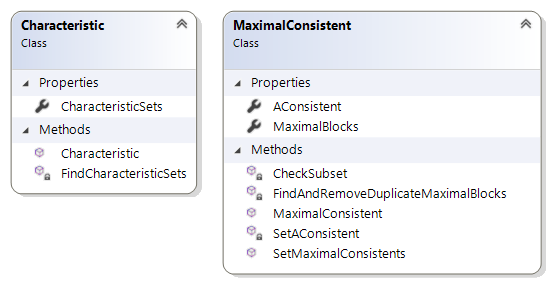 Characteristic
Class
Properties
CharacteristicSets
Methods
Characteristic
FindCharacteristicSets
MaximalConsistent
Class
Properties
AConsistent
MaximalBlocks
Methods
CheckSubset
FindAndRemoveDuplicateMaximalBlocks
MaximalConsistent
SetAConsistent
SetMaximalConsistents